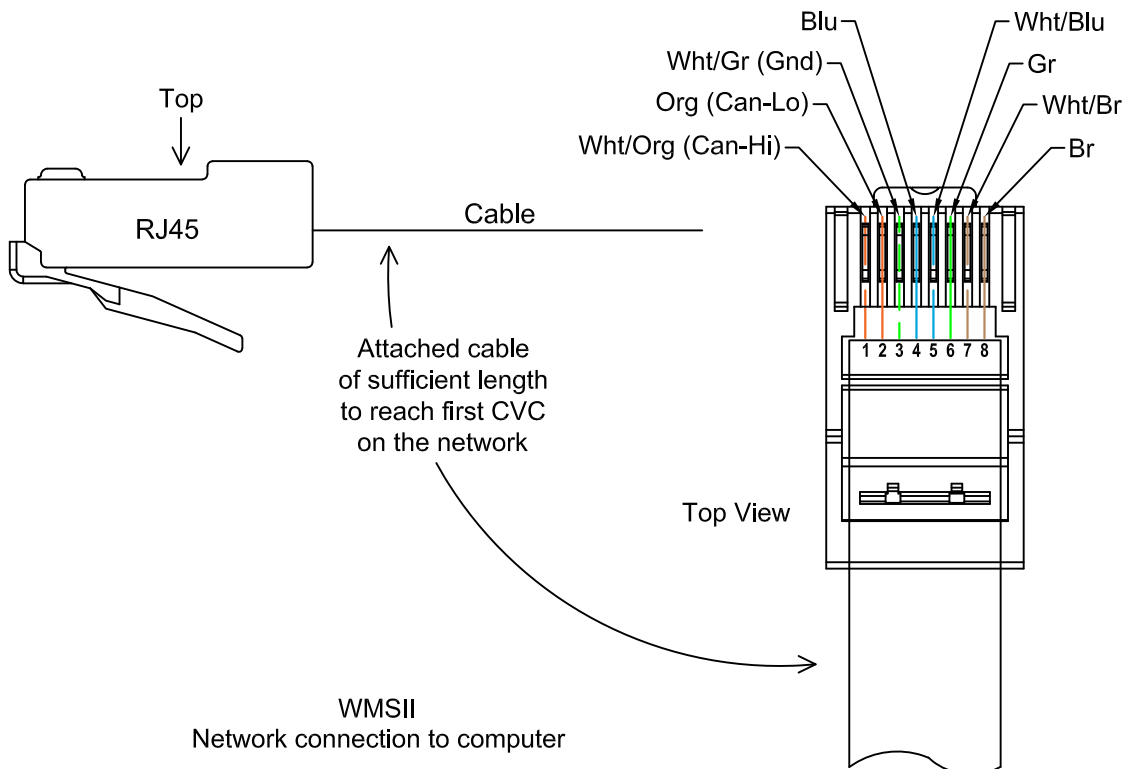 Blu
Wht/Blu
Wht/Gr (Gnd)
Gr
Org (Can-Lo)
Wht/Br
Wht/Org (Can-Hi)
Br
Top
RJ45
Cable
1 2 3 4 5 6 7 8
Attached cable
of sufficient length
to reach first CVC
on the network
Top View
WMSII
Network connection to computer